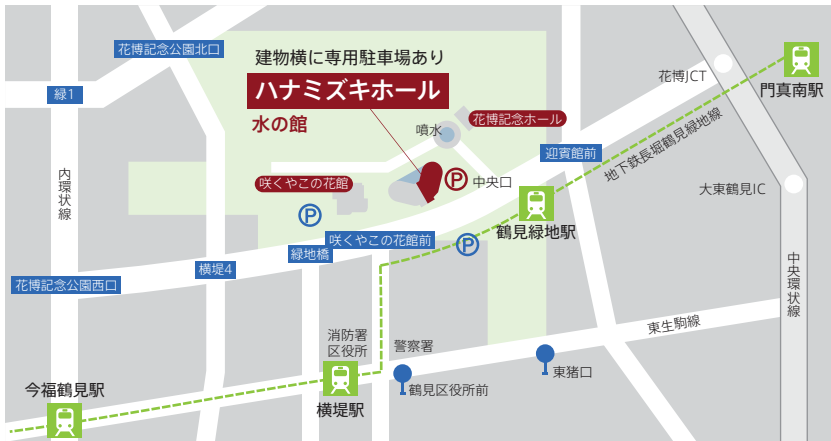 花博記念公園北口
建物横に専用駐車場あり
ハナミズキホール
水の館
緑1
花博JCT
門真南駅
噴水
花博記念ホール
迎賓館前
地下鉄長堀鶴見緑地線
内環状線
咲くやこの花館
P
中央口
大東鶴見IC
P
咲くやこの花館前
P
鶴見緑地駅
緑地橋
横堤4
花博記念公園西口
中央環状線
東生駒線
消防署
区役所
警察署
東猪口
今福鶴見駅
横堤駅
鶴見区役所前